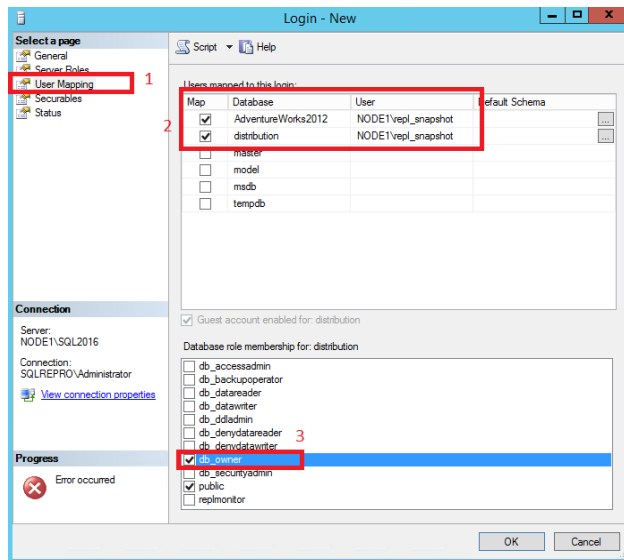 Login - New
Select a page
General
Server Roles
User Mapping
Securables
Status
1
Script
Help
Users mapped to this login:
Map Database User Default Schema
AdventureWorks2012 NODE1\repl_snapshot ...
distribution NODE1\repl_snapshot ...
master
model
msdb
tempdb
2
Guest account enabled for: distribution
Database role membership for: distribution
db_accessadmin
db_backupoperator
db_datareader
db_datawriter
db_ddladmin
db_denydatareader
db_denydatawriter
3
db_owner
db_securityadmin
public
replmonitor
Connection
Server:
NODE1\SQL2016
Connection:
SQLREPRO\Administrator
View connection properties
Progress
Error occurred
OK
Cancel